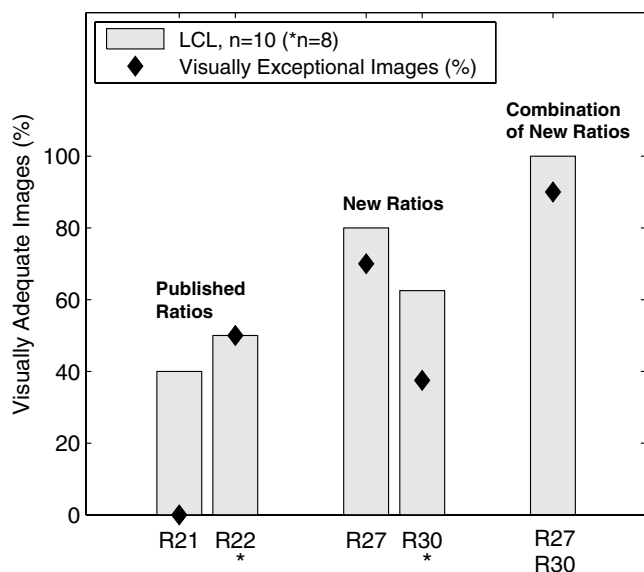 LCL, n=10 (*n=8)
Visually Exceptional Images (%)
Combination
of New Ratios
New Ratios
Published
Ratios
Visually Adequate Images (%)
100
80
60
40
20
0
R21 R22 R27 R30 R27
* * R30